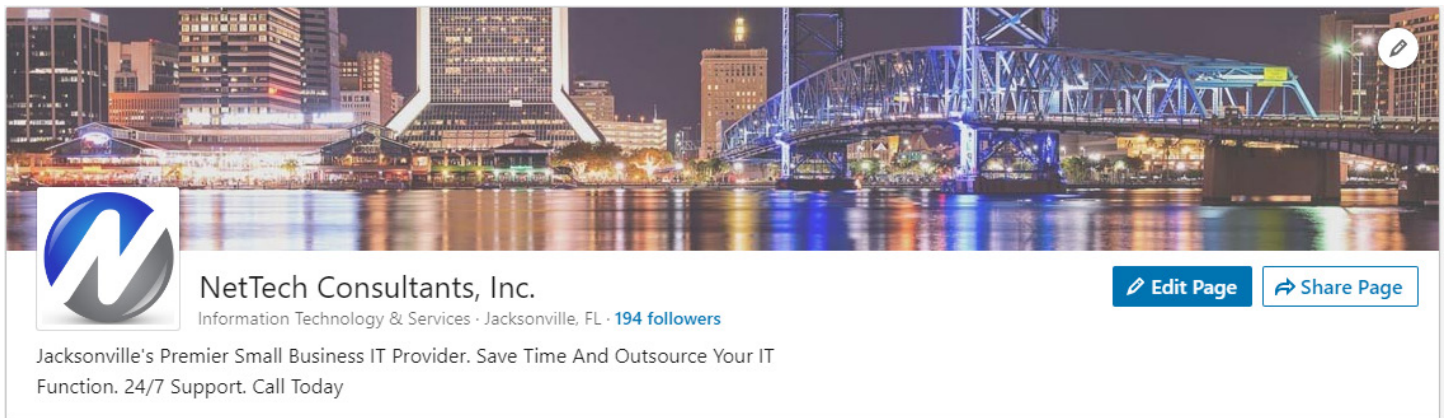 NetTech Consultants, Inc.
Edit Page
Share Page
Information Technology & Services · Jacksonville, FL · 194 followers
Jacksonville's Premier Small Business IT Provider. Save Time And Outsource Your IT
Function. 24/7 Support. Call Today